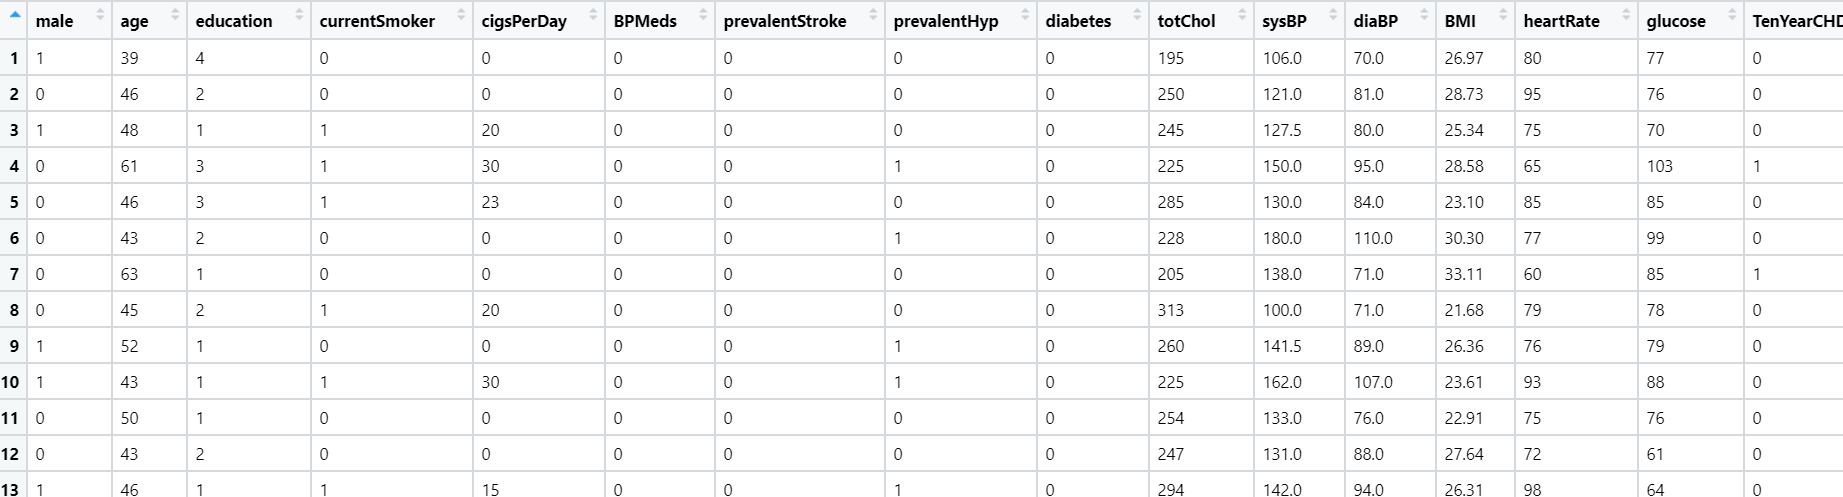 male age education currentSmoker cigsPerDay BPMeds prevalentStroke prevalentHyp diabetes totChol sysBP diaBP BMI heartRate glucose TenYearCHD
1 1 39 4 0 0 0 0 0 0 195 106.0 70.0 26.97 80 77 0
2 0 46 2 0 0 0 0 0 0 250 121.0 81.0 28.73 95 76 0
3 1 48 1 1 20 0 0 0 0 245 127.5 80.0 25.34 75 70 0
4 0 61 3 1 30 0 0 1 0 225 150.0 95.0 28.58 65 103 1
5 0 46 3 1 23 0 0 0 0 285 130.0 84.0 23.10 85 85 0
6 0 43 2 0 0 0 0 1 0 228 180.0 110.0 30.30 77 99 0
7 0 63 1 0 0 0 0 0 0 205 138.0 71.0 33.11 60 85 1
8 0 45 2 1 20 0 0 0 0 313 100.0 71.0 21.68 79 78 0
9 1 52 1 0 0 0 0 1 0 260 141.5 89.0 26.36 76 79 0
10 1 43 1 1 30 0 0 1 0 225 162.0 107.0 23.61 93 88 0
11 0 50 1 0 0 0 0 0 0 254 133.0 76.0 22.91 75 76 0
12 0 43 2 0 0 0 0 0 0 247 131.0 88.0 27.64 72 61 0
13 1 46 1 1 15 0 0 1 0 294 142.0 94.0 26.31 98 64 0